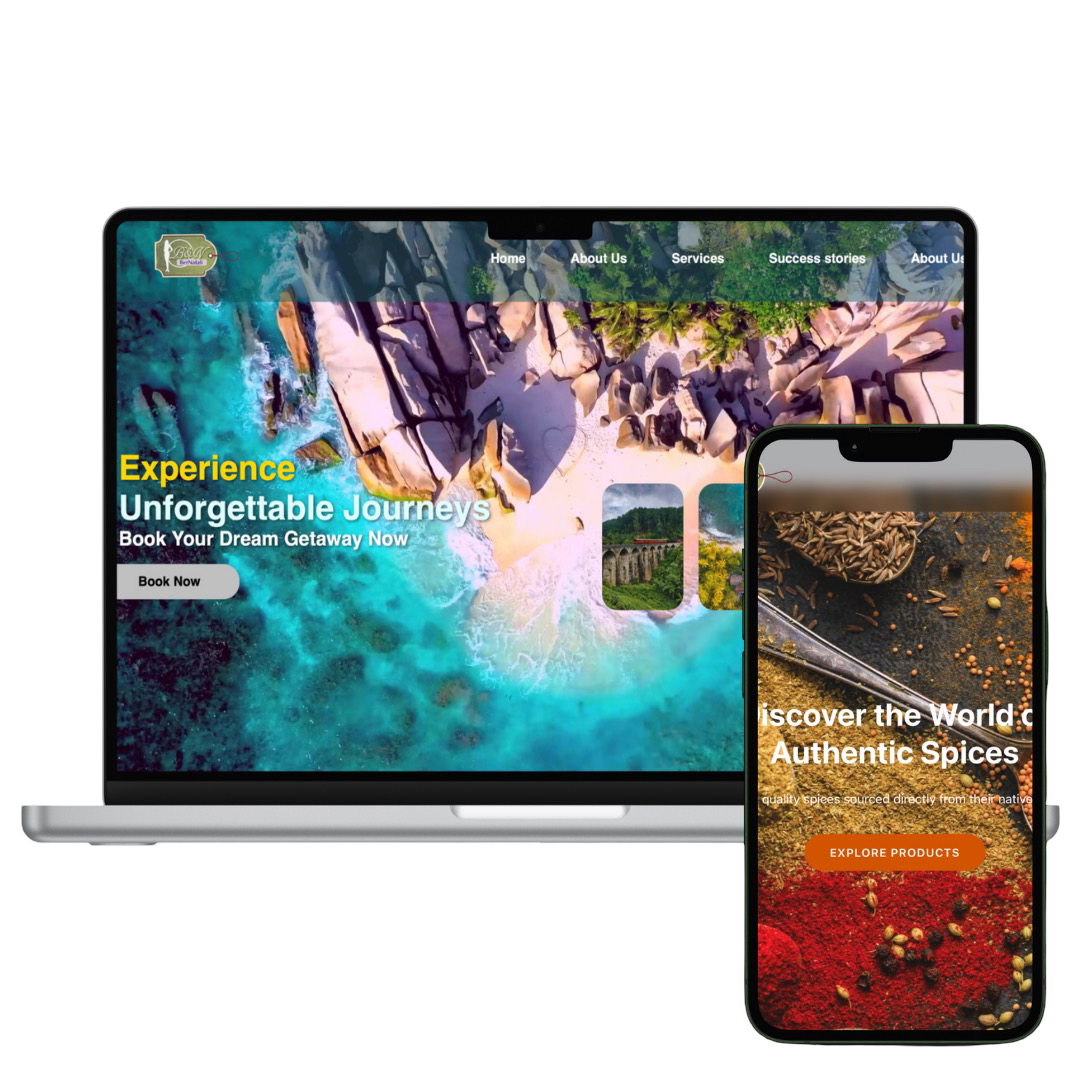 BerNatali
Home
About Us
Services
Success stories
About Us
Experience
Unforgettable Journeys
Book Your Dream Getaway Now
Book Now
iscover the World o
Authentic Spices
quality spices sourced directly from their native
EXPLORE PRODUCTS